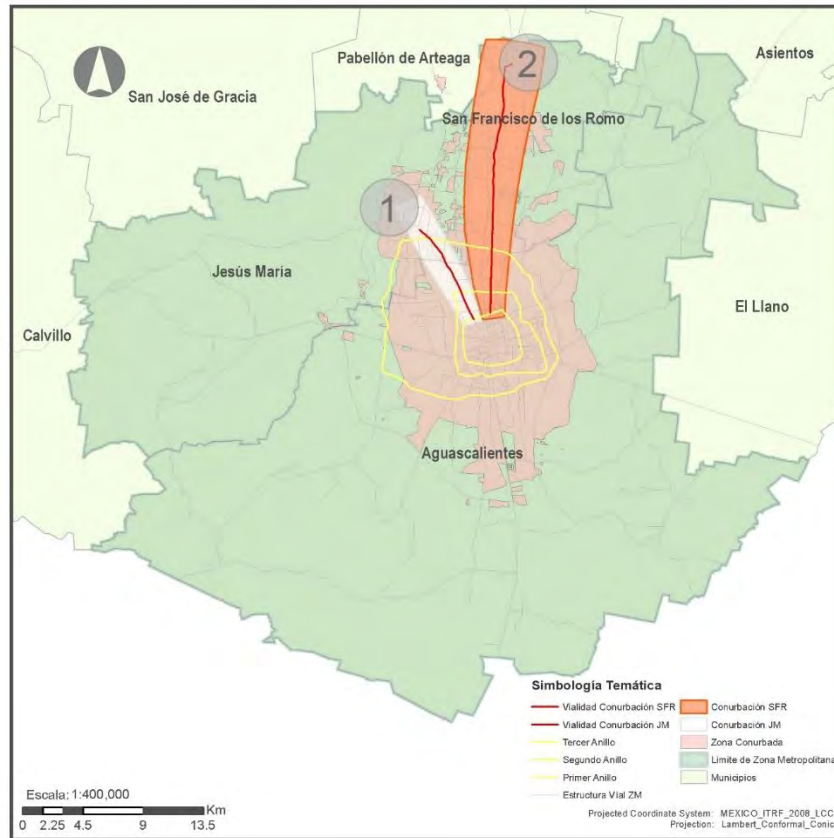 Pabellón de Arteaga
Asientos
2
San José de Gracia
San Francisco de los Romo
1
Jesús María
El Llano
Calvillo
Aguascalientes
Simbología Temática
Vialidad Conurbación SFR
Conurbación SFR
Vialidad Conurbación JM
Conurbación JM
Tercer Anillo
Zona Conurbada
Segundo Anillo
Limite de Zona Metropolitana
Primer Anillo
Municipios
Estructura Vial ZM
Escala: 1:400,000
Km
0 2.25 4.5 9 13.5
Projected Coordinate System: MEXICO_ITRF_2008_LCC
Projection: Lambert_Conformal_Conic